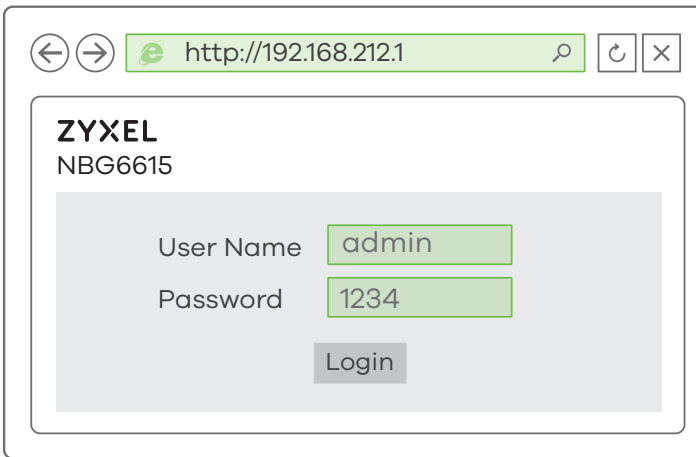 http://192.168.212.1
ZYXEL
NBG6615
User Name admin
Password 1234
Login